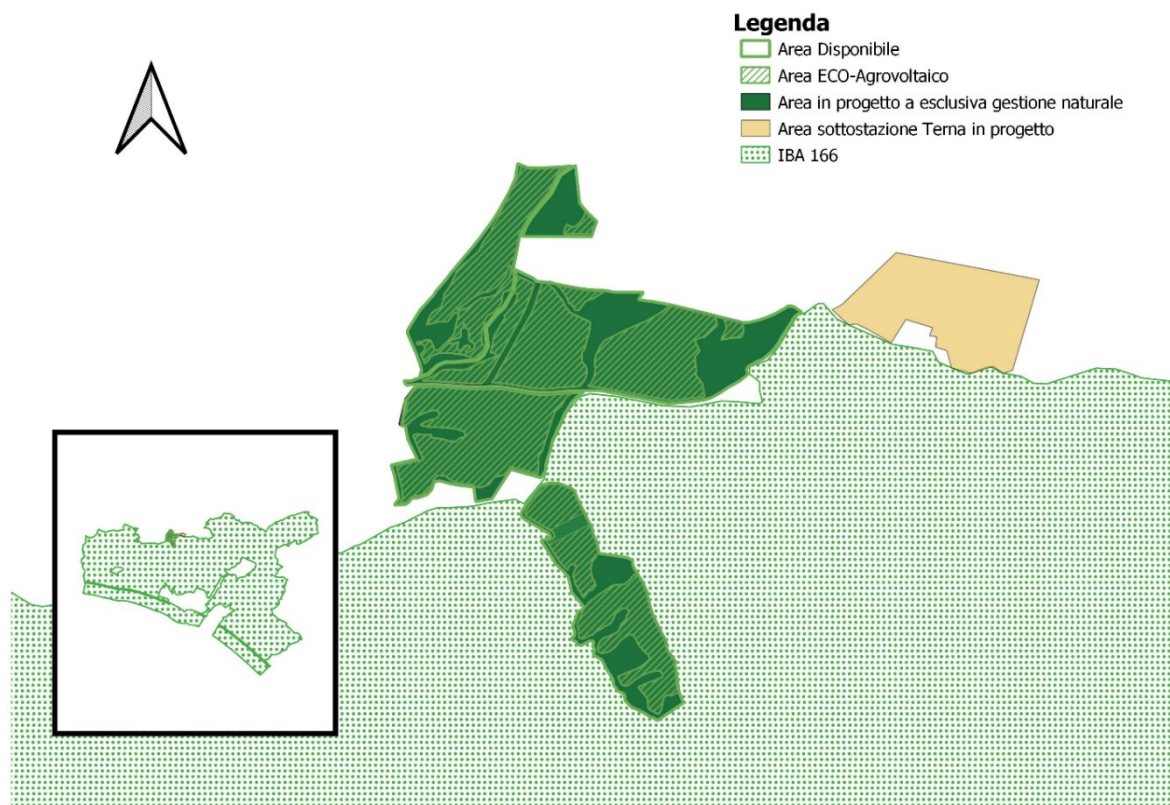 Legenda
Area Disponibile
Area ECO-Agrovoltaico
Area in progetto a esclusiva gestione naturale
Area sottostazione Terna in progetto
IBA 166